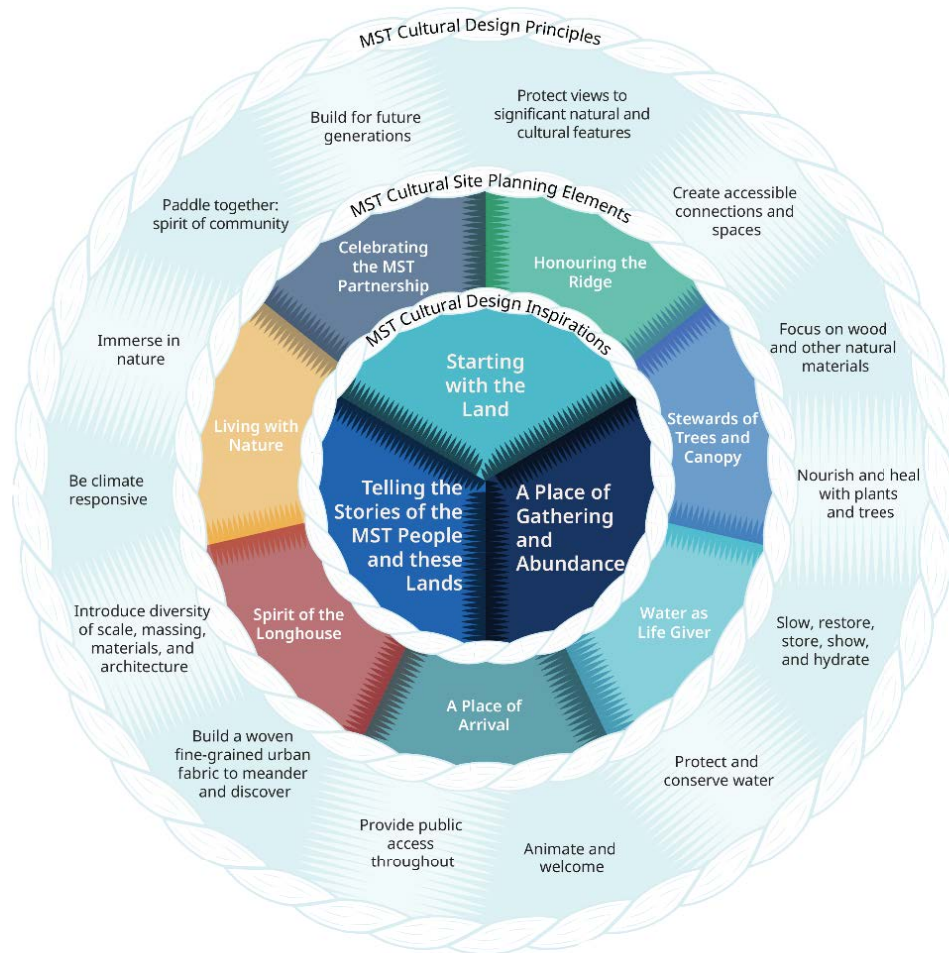 MST Cultural Design Principles
Protect views to
significant natural and
cultural features
Create accessible
connections and
spaces
Focus on wood
and other natural
materials
Nourish and heal
with plants
and trees
Slow, restore,
store, show,
and hydrate
Protect and
conserve water
Animate and
welcome
Provide public
access
throughout
Build a woven
fine-grained urban
fabric to meander
and discover
Introduce diversity
of scale, massing,
materials, and
architecture
Be climate
responsive
Immerse in
nature
Paddle together:
spirit of community
Build for future
generations
MST Cultural Site Planning Elements
Honouring the
Ridge
Stewards of
Trees and
Canopy
Water as
Life Giver
A Place of
Arrival
Spirit of the
Longhouse
Living with
Nature
Celebrating
the MST
Partnership
MST Cultural Design Inspirations
Starting
with the
Land
A Place of
Gathering
and
Abundance
Telling the
Stories of the
MST People
and these
Lands